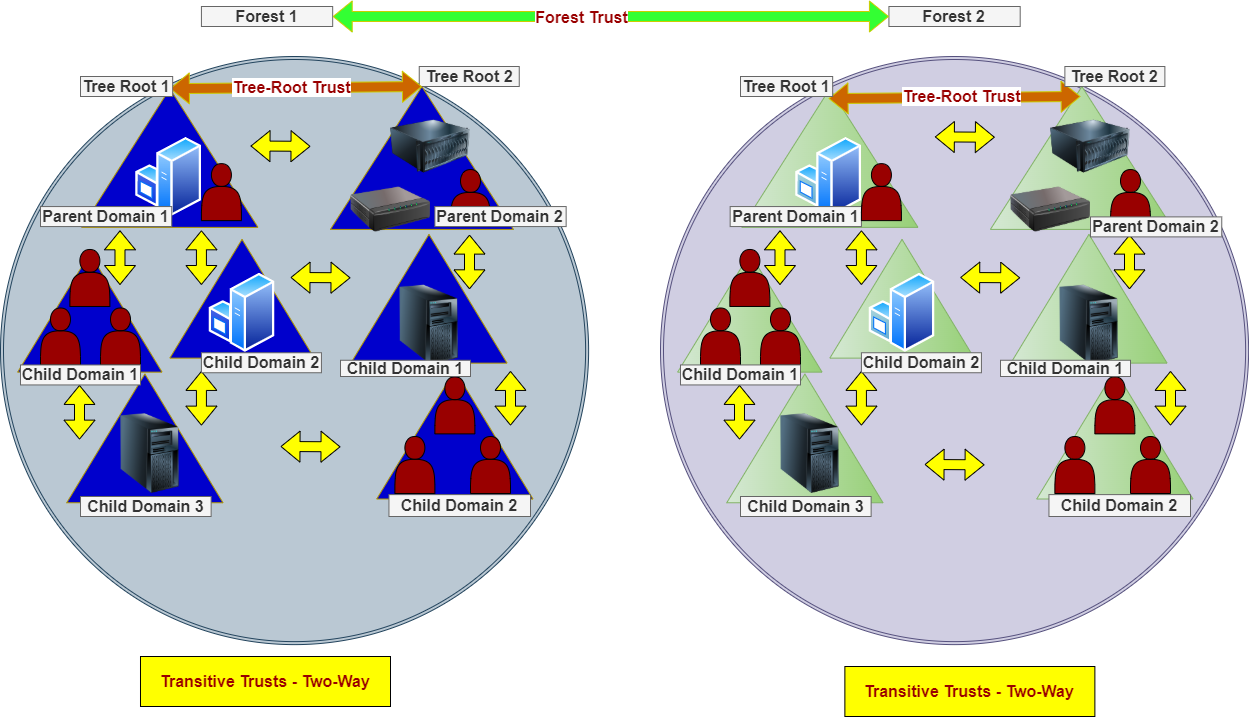 Forest 1
Forest Trust
Forest 2
Tree Root 1
Tree-Root Trust
Tree Root 2
Parent Domain 1
Parent Domain 2
Child Domain 1
Child Domain 2
Child Domain 1
Child Domain 3
Child Domain 2
Transitive Trusts - Two-Way
Tree Root 1
Tree-Root Trust
Tree Root 2
Parent Domain 1
Parent Domain 2
Child Domain 1
Child Domain 2
Child Domain 1
Child Domain 3
Child Domain 2
Transitive Trusts - Two-Way